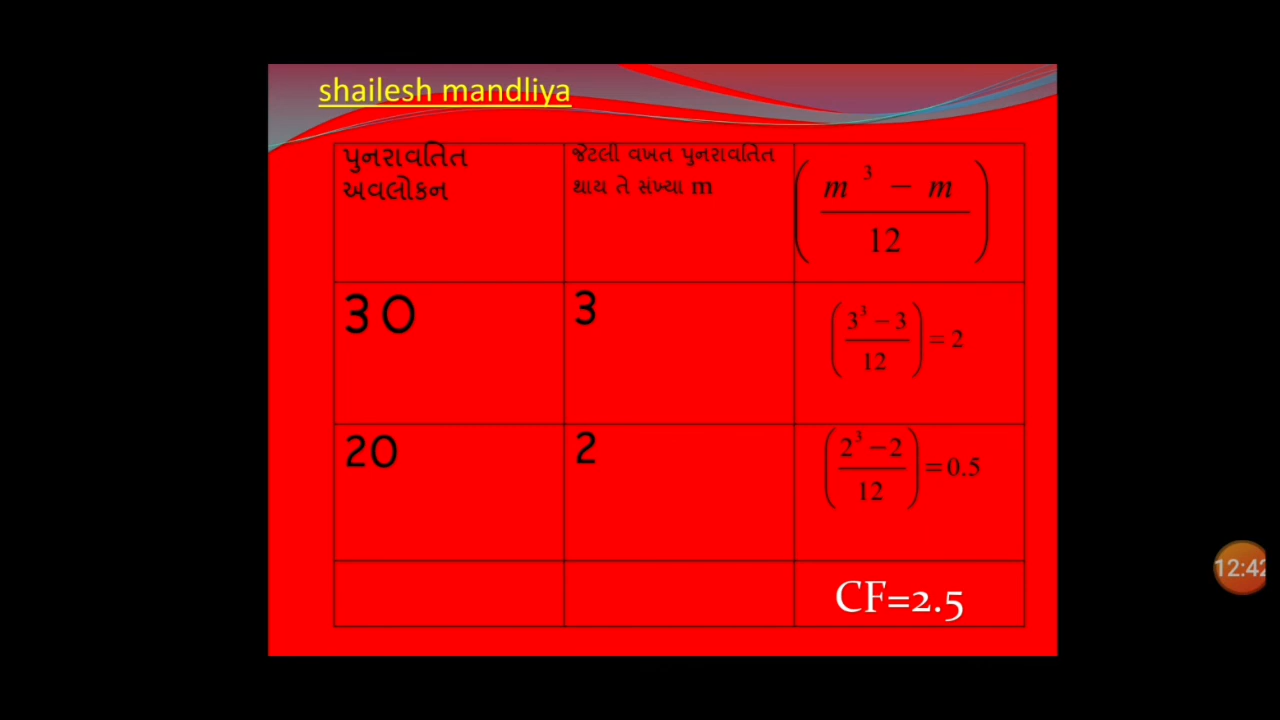 shailesh mandliya
પુનરાવતિત
અવલોકન
જેટલી વખત પુનરાવતિત
થાય તે સંખ્યા m
(m³ − m / 12)
30
3
(3³ − 3 / 12) = 2
20
2
(2³ − 2 / 12) = 0.5
CF=2.5
12:42